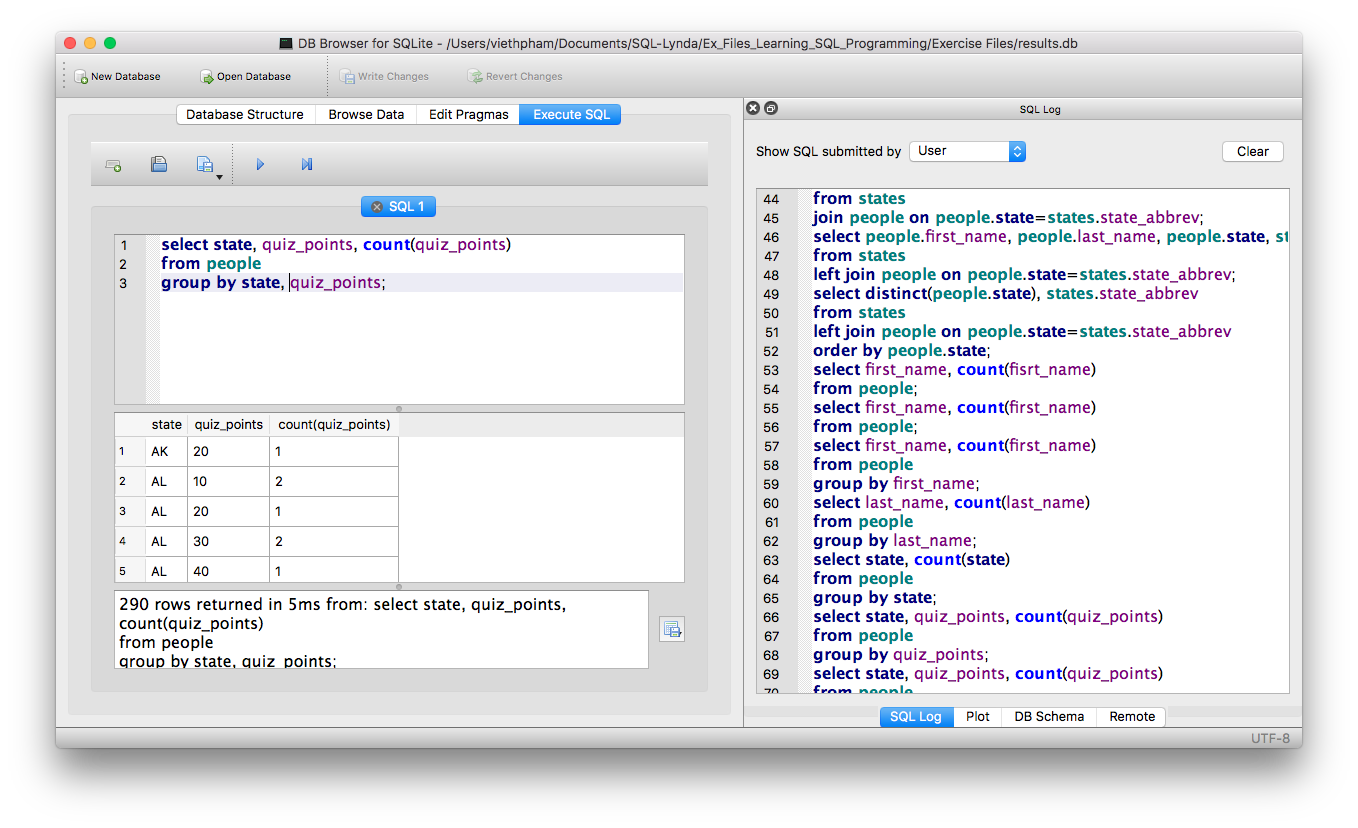 DB Browser for SQLite - /Users/viethpham/Documents/SQL-Lynda/Ex_Files_Learning_SQL_Programming/Exercise Files/results.db
New Database Open Database Write Changes Revert Changes
Database Structure Browse Data Edit Pragmas Execute SQL
SQL 1
1 select state, quiz_points, count(quiz_points)
2 from people
3 group by state, quiz_points;
state quiz_points count(quiz_points)
1 AK 20 1
2 AL 10 2
3 AL 20 1
4 AL 30 2
5 AL 40 1
290 rows returned in 5ms from: select state, quiz_points,
count(quiz_points)
from people
group by state, quiz_points;
SQL Log
Show SQL submitted by User Clear
44 from states
45 join people on people.state=states.state_abbrev;
46 select people.first_name, people.last_name, people.state, st
47 from states
48 left join people on people.state=states.state_abbrev;
49 select distinct(people.state), states.state_abbrev
50 from states
51 left join people on people.state=states.state_abbrev
52 order by people.state;
53 select first_name, count(fisrt_name)
54 from people;
55 select first_name, count(first_name)
56 from people;
57 select first_name, count(first_name)
58 from people
59 group by first_name;
60 select last_name, count(last_name)
61 from people
62 group by last_name;
63 select state, count(state)
64 from people
65 group by state;
66 select state, quiz_points, count(quiz_points)
67 from people
68 group by quiz_points;
69 select state, quiz_points, count(quiz_points)
70 from people
SQL Log Plot DB Schema Remote
UTF-8